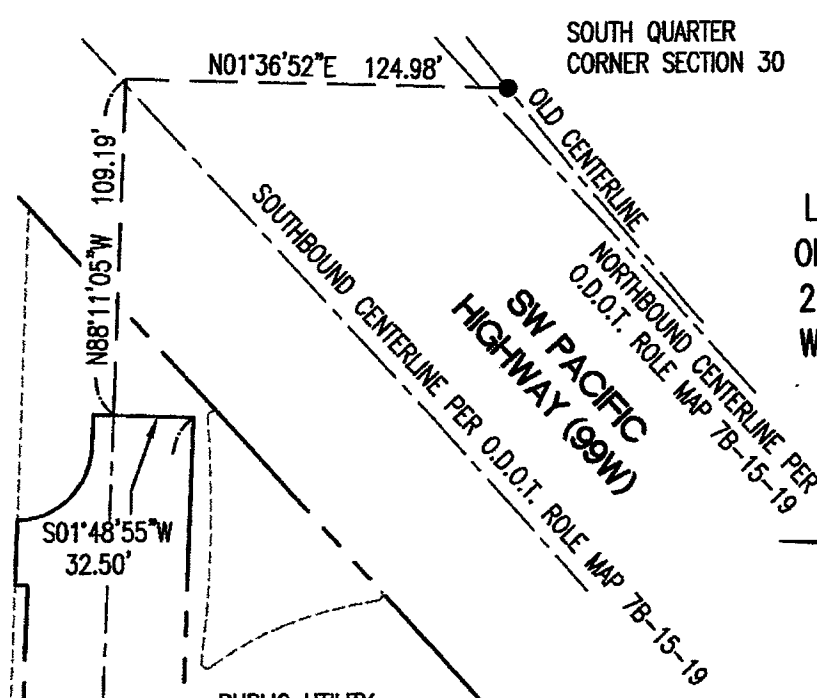 SOUTH QUARTER
CORNER SECTION 30
N01°36'52"E 124.98'
OLD CENTERLINE
109.19'
N88°11'05"W
SOUTHBOUND CENTERLINE PER O.D.O.T. ROLE MAP 7B-15-19
NORTHBOUND CENTERLINE PER
O.D.O.T. ROLE MAP 7B-15-19
SW PACIFIC
HIGHWAY (99W)
S01°48'55"W
32.50'